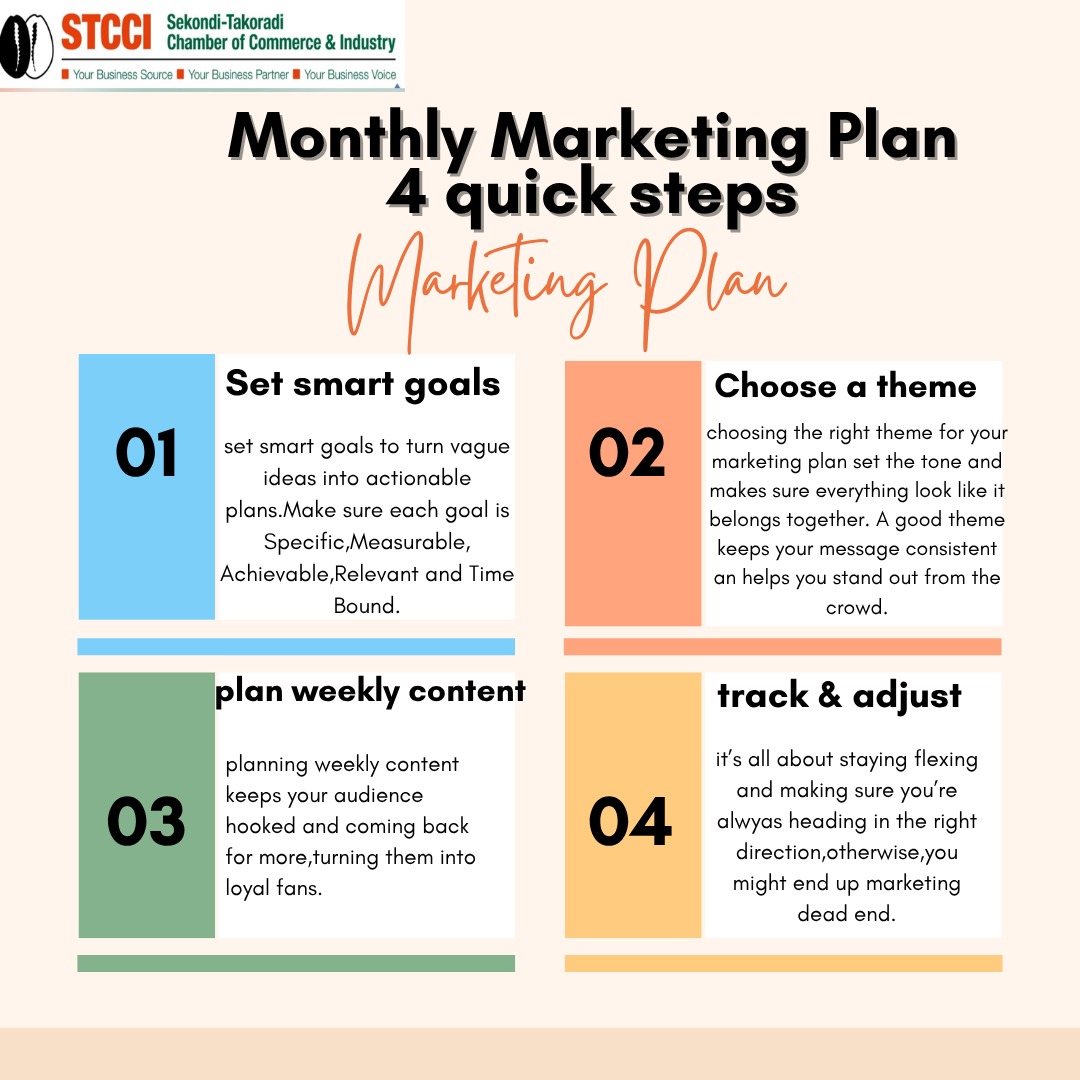 STCCI
Sekondi-Takoradi
Chamber of Commerce & Industry
Your Business Source Your Business Partner Your Business Voice
Monthly Marketing Plan
4 quick steps
Marketing Plan
01
Set smart goals
set smart goals to turn vague
ideas into actionable
plans.Make sure each goal is
Specific,Measurable,
Achievable,Relevant and Time
Bound.
02
Choose a theme
choosing the right theme for your
marketing plan set the tone and
makes sure everything look like it
belongs together. A good theme
keeps your message consistent
an helps you stand out from the
crowd.
03
plan weekly content
planning weekly content
keeps your audience
hooked and coming back
for more,turning them into
loyal fans.
04
track & adjust
it’s all about staying flexing
and making sure you’re
alwyas heading in the right
direction,otherwise,you
might end up marketing
dead end.